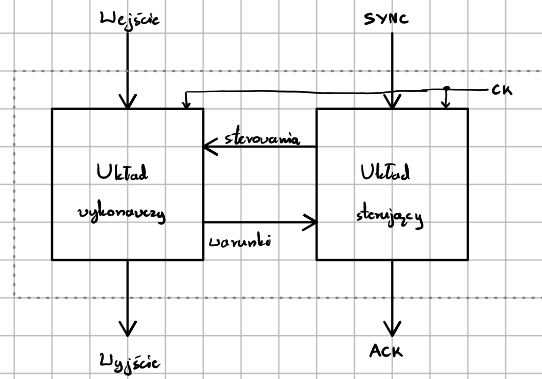 Wejście
SYNC
CK
sterowania
Układ
wykonawczy
Układ
sterujący
warunki
Wyjście
ACK